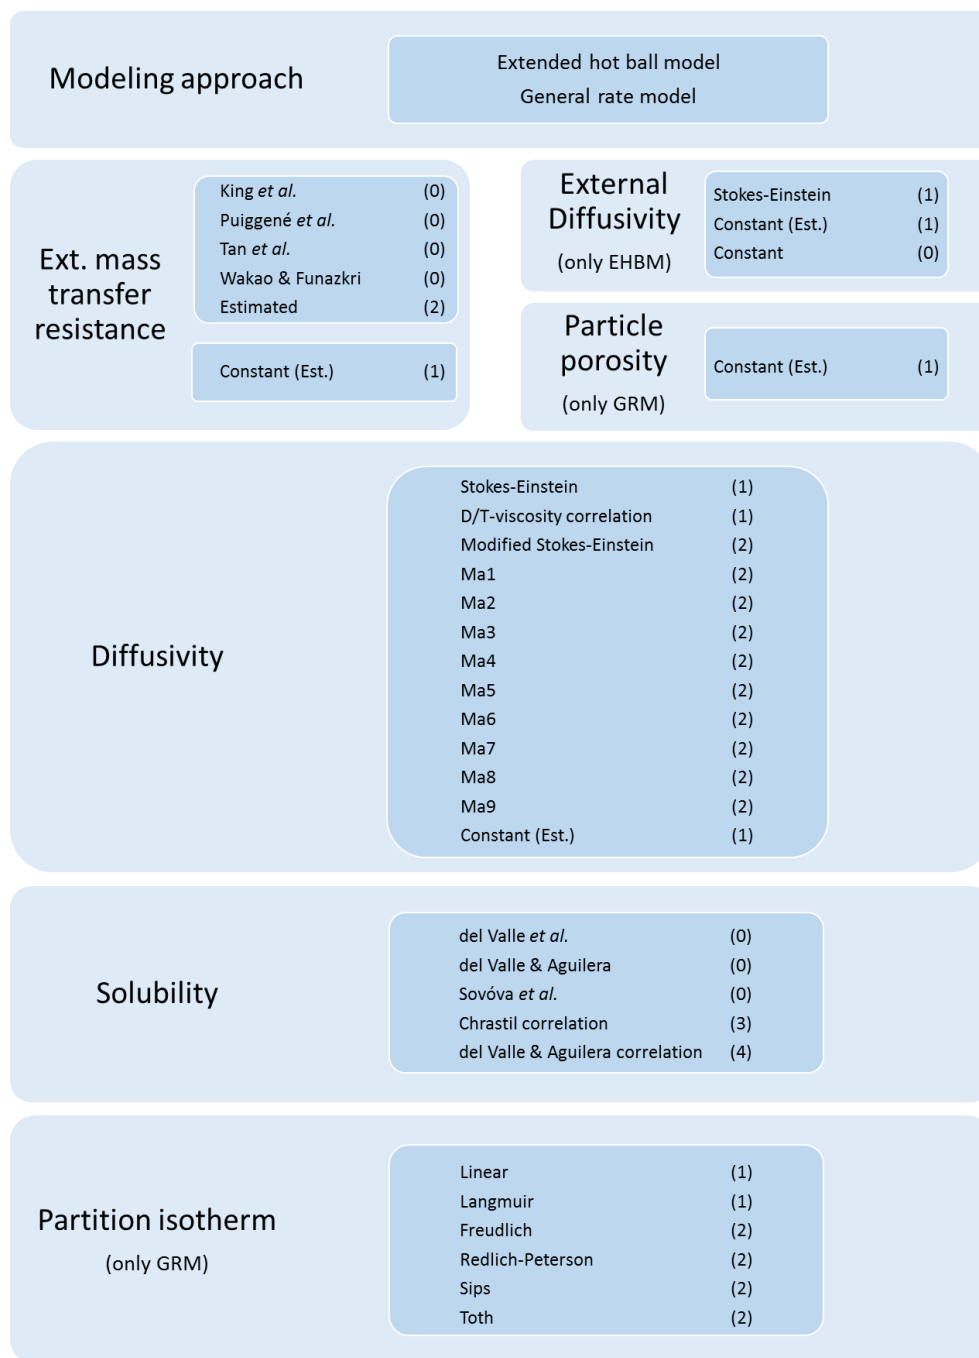 Modeling approach
Extended hot ball model
General rate model
Ext. mass
transfer
resistance
King et al. (0)
Puiggené et al. (0)
Tan et al. (0)
Wakao & Funazkri (0)
Estimated (2)
Constant (Est.) (1)
External
Diffusivity
(only EHBM)
Stokes-Einstein (1)
Constant (Est.) (1)
Constant (0)
Particle
porosity
(only GRM)
Constant (Est.) (1)
Diffusivity
Stokes-Einstein (1)
D/T-viscosity correlation (1)
Modified Stokes-Einstein (2)
Ma1 (2)
Ma2 (2)
Ma3 (2)
Ma4 (2)
Ma5 (2)
Ma6 (2)
Ma7 (2)
Ma8 (2)
Ma9 (2)
Constant (Est.) (1)
Solubility
del Valle et al. (0)
del Valle & Aguilera (0)
Sovóva et al. (0)
Chrastil correlation (3)
del Valle & Aguilera correlation (4)
Partition isotherm
(only GRM)
Linear (1)
Langmuir (1)
Freudlich (2)
Redlich-Peterson (2)
Sips (2)
Toth (2)